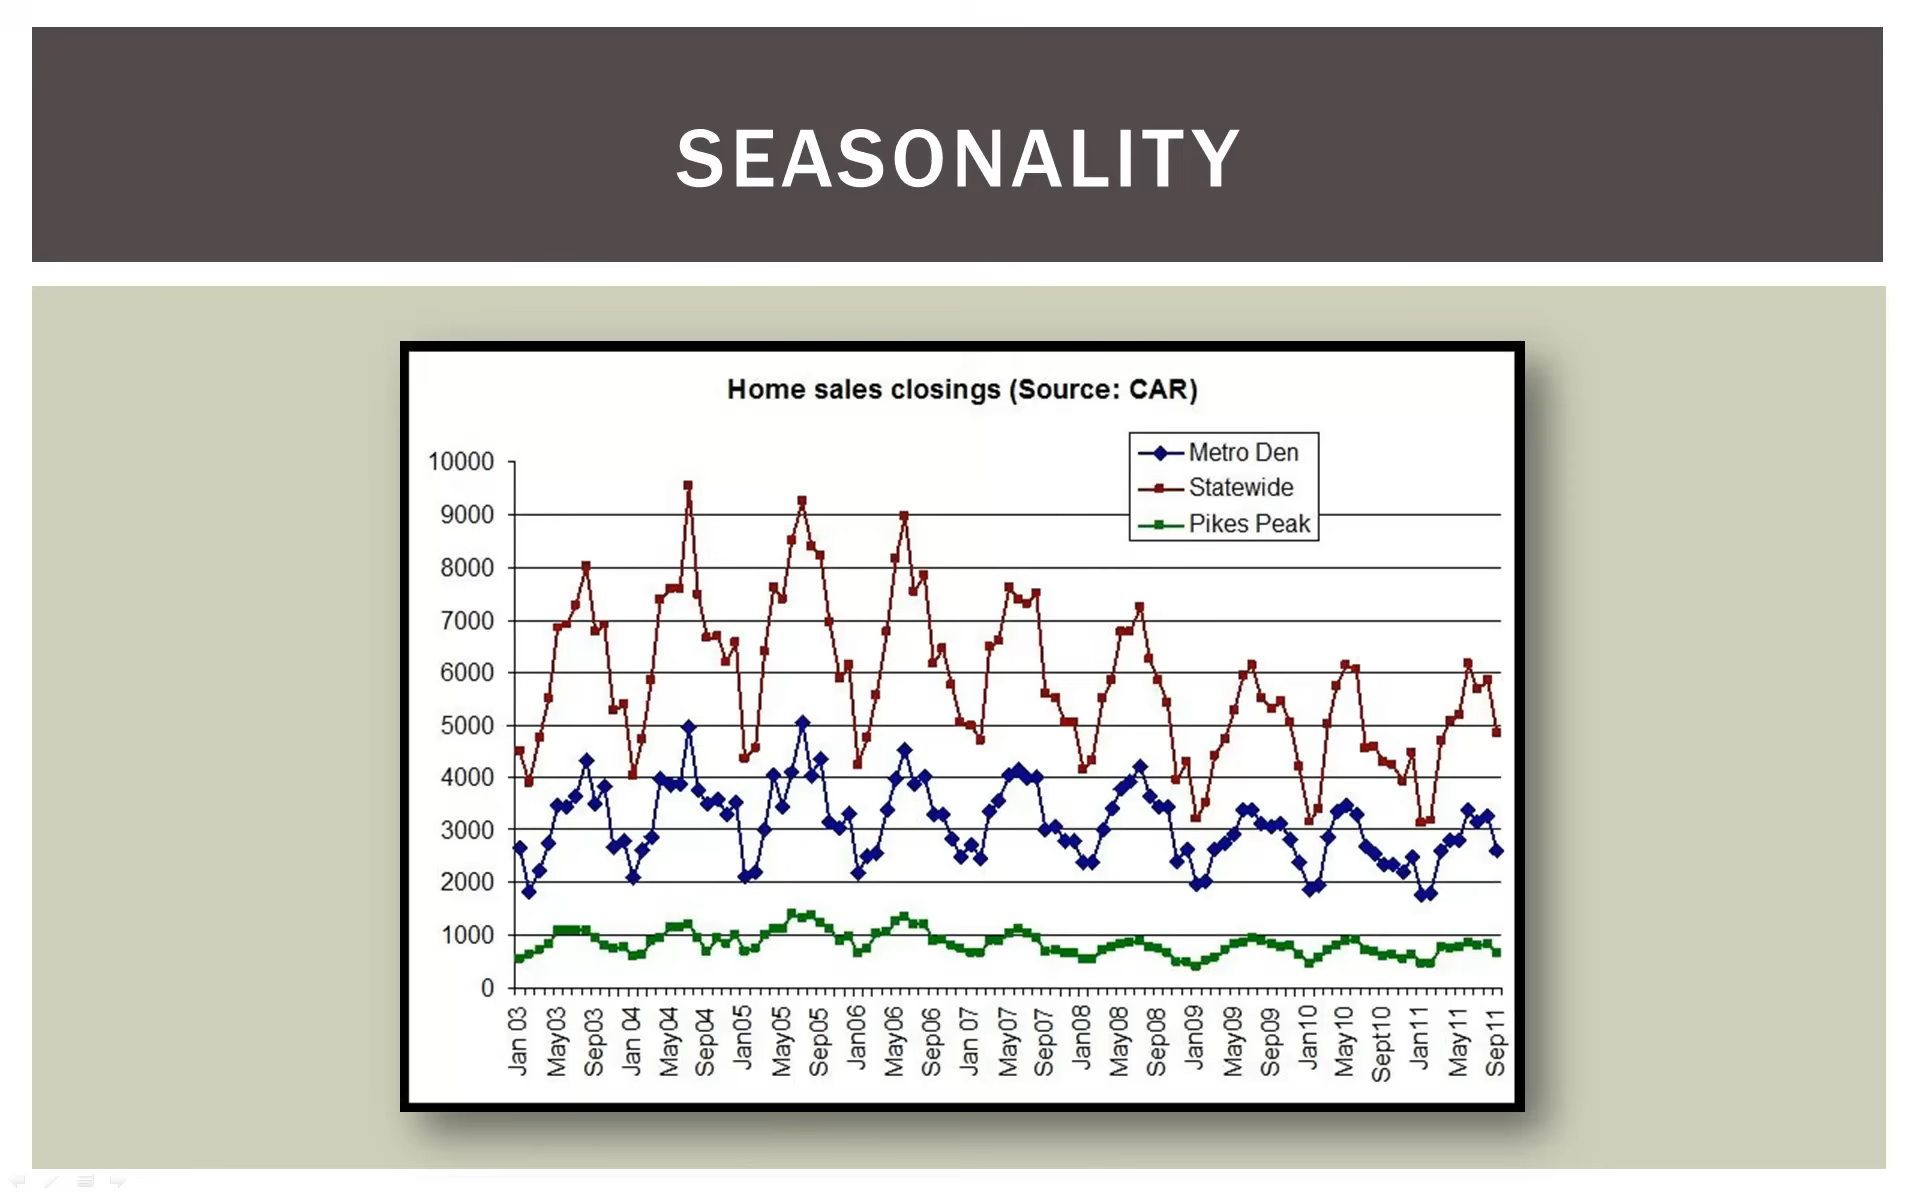 SEASONALITY
Home sales closings (Source: CAR)
Metro Den
Statewide
Pikes Peak
10000
9000
8000
7000
6000
5000
4000
3000
2000
1000
0
Jan 03
May03
Sep03
Jan 04
May04
Sep04
Jan05
May05
Sep05
Jan06
May06
Sep06
Jan 07
May07
Sep07
Jan08
May08
Sep08
Jan09
May09
Sep09
Jan10
May10
Sept10
Jan11
May11
Sep11